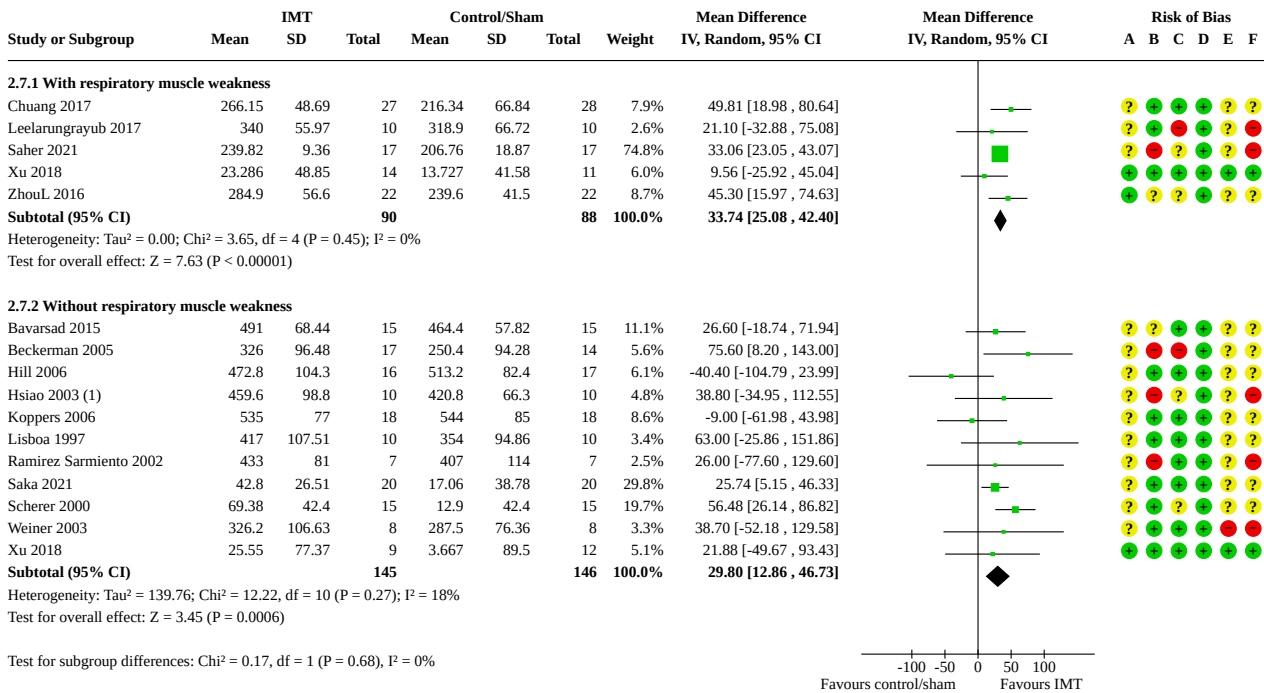 IMT Control/Sham Mean Difference Mean Difference Risk of Bias
Study or Subgroup Mean SD Total Mean SD Total Weight IV, Random, 95% CI IV, Random, 95% CI A B C D E F
2.7.1 With respiratory muscle weakness
Chuang 2017 266.15 48.69 27 216.34 66.84 28 7.9% 49.81 [18.98 , 80.64] ? + + + ? ?
Leelarungrayub 2017 340 55.97 10 318.9 66.72 10 2.6% 21.10 [-32.88 , 75.08] ? + − + ? −
Saher 2021 239.82 9.36 17 206.76 18.87 17 74.8% 33.06 [23.05 , 43.07] ? − ? + ? −
Xu 2018 23.286 48.85 14 13.727 41.58 11 6.0% 9.56 [-25.92 , 45.04] + + + + + +
ZhouL 2016 284.9 56.6 22 239.6 41.5 22 8.7% 45.30 [15.97 , 74.63] + ? ? + ? ?
Subtotal (95% CI) 90 88 100.0% 33.74 [25.08 , 42.40]
Heterogeneity: Tau² = 0.00; Chi² = 3.65, df = 4 (P = 0.45); I² = 0%
Test for overall effect: Z = 7.63 (P < 0.00001)
2.7.2 Without respiratory muscle weakness
Bavarsad 2015 491 68.44 15 464.4 57.82 15 11.1% 26.60 [-18.74 , 71.94] ? ? + + ? ?
Beckerman 2005 326 96.48 17 250.4 94.28 14 5.6% 75.60 [8.20 , 143.00] ? − − + ? ?
Hill 2006 472.8 104.3 16 513.2 82.4 17 6.1% -40.40 [-104.79 , 23.99] ? + + + ? ?
Hsiao 2003 (1) 459.6 98.8 10 420.8 66.3 10 4.8% 38.80 [-34.95 , 112.55] ? − ? + ? −
Koppers 2006 535 77 18 544 85 18 8.6% -9.00 [-61.98 , 43.98] ? + + + ? ?
Lisboa 1997 417 107.51 10 354 94.86 10 3.4% 63.00 [-25.86 , 151.86] ? + + + ? ?
Ramirez Sarmiento 2002 433 81 7 407 114 7 2.5% 26.00 [-77.60 , 129.60] ? − + + ? −
Saka 2021 42.8 26.51 20 17.06 38.78 20 29.8% 25.74 [5.15 , 46.33] ? + + + ? ?
Scherer 2000 69.38 42.4 15 12.9 42.4 15 19.7% 56.48 [26.14 , 86.82] ? + ? + ? ?
Weiner 2003 326.2 106.63 8 287.5 76.36 8 3.3% 38.70 [-52.18 , 129.58] ? + + + − −
Xu 2018 25.55 77.37 9 3.667 89.5 12 5.1% 21.88 [-49.67 , 93.43] + + + + + +
Subtotal (95% CI) 145 146 100.0% 29.80 [12.86 , 46.73]
Heterogeneity: Tau² = 139.76; Chi² = 12.22, df = 10 (P = 0.27); I² = 18%
Test for overall effect: Z = 3.45 (P = 0.0006)
Test for subgroup differences: Chi² = 0.17, df = 1 (P = 0.68), I² = 0%
-100 -50 0 50 100
Favours control/sham Favours IMT